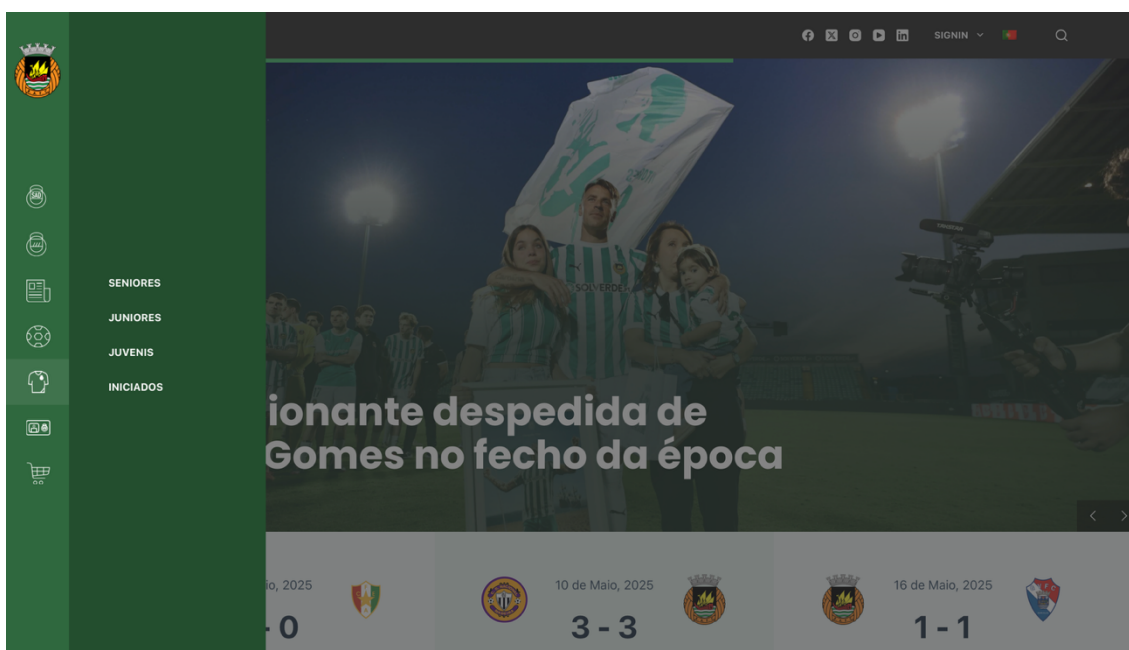 SIGNIN
SAD
SENIORES
JUNIORES
JUVENIS
INICIADOS
SOLVERDE
ionante despedida de
Gomes no fecho da época
io, 2025
10 de Maio, 2025
16 de Maio, 2025
- 0
3 - 3
1 - 1